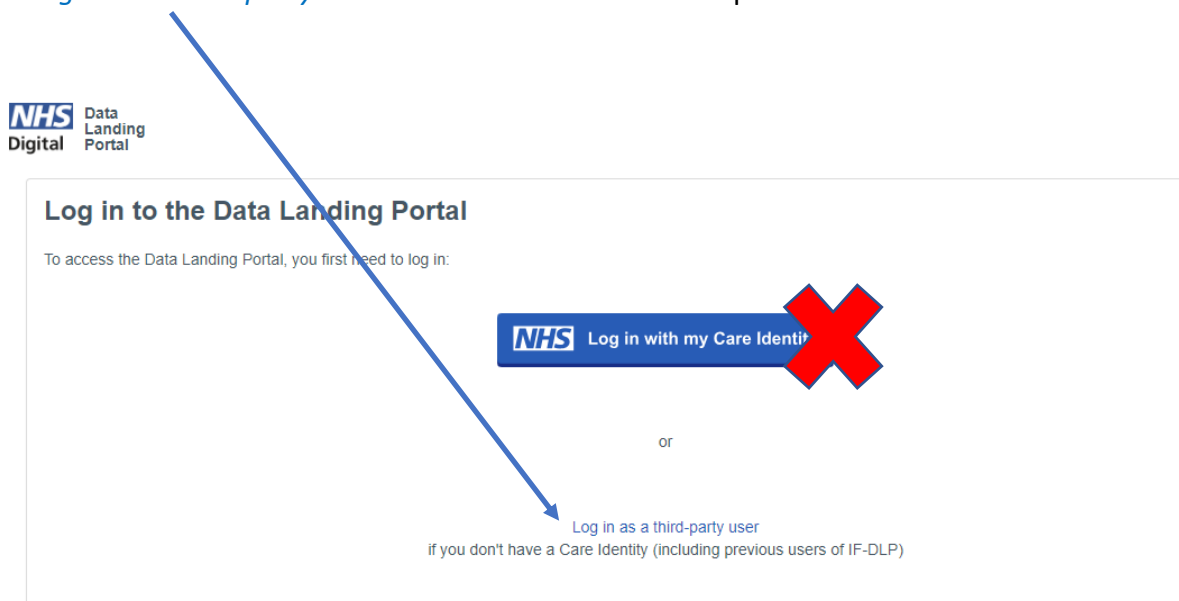 NHS
Digital
Data
Landing
Portal
Log in to the Data Landing Portal
To access the Data Landing Portal, you first need to log in:
NHS Log in with my Care Identit
or
Log in as a third-party user
if you don't have a Care Identity (including previous users of IF-DLP)